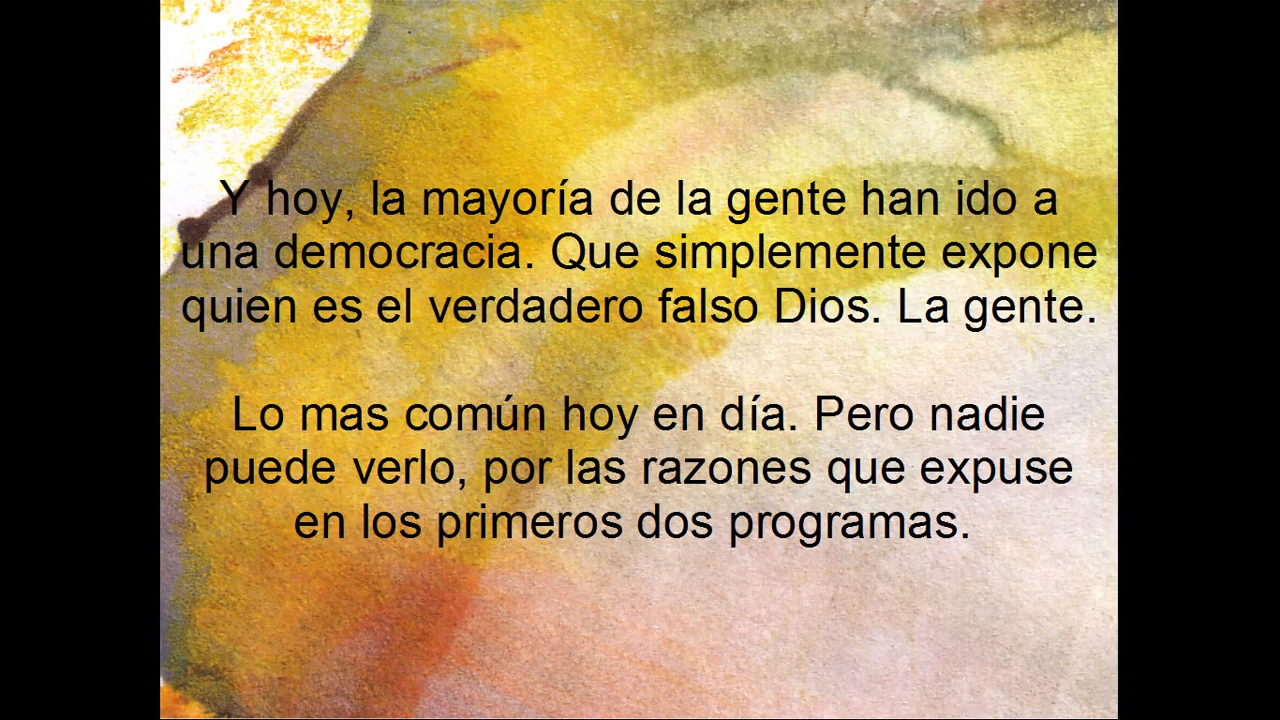 Y hoy, la mayoría de la gente han ido a
una democracia. Que simplemente expone
quien es el verdadero falso Dios. La gente.
Lo mas común hoy en día. Pero nadie
puede verlo, por las razones que expuse
en los primeros dos programas.